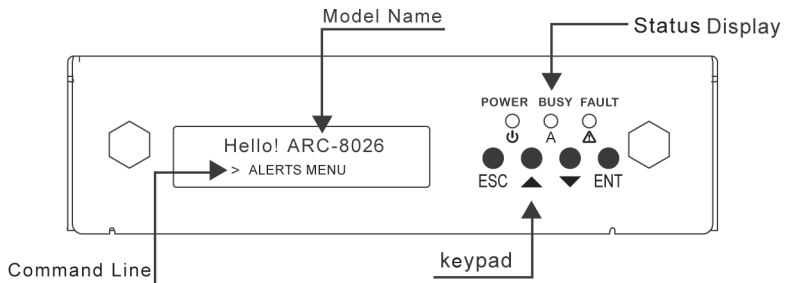 Model Name
Status Display
POWER BUSY FAULT
A
Hello! ARC-8026
> ALERTS MENU
ESC ▲ ▼ ENT
Command Line
keypad